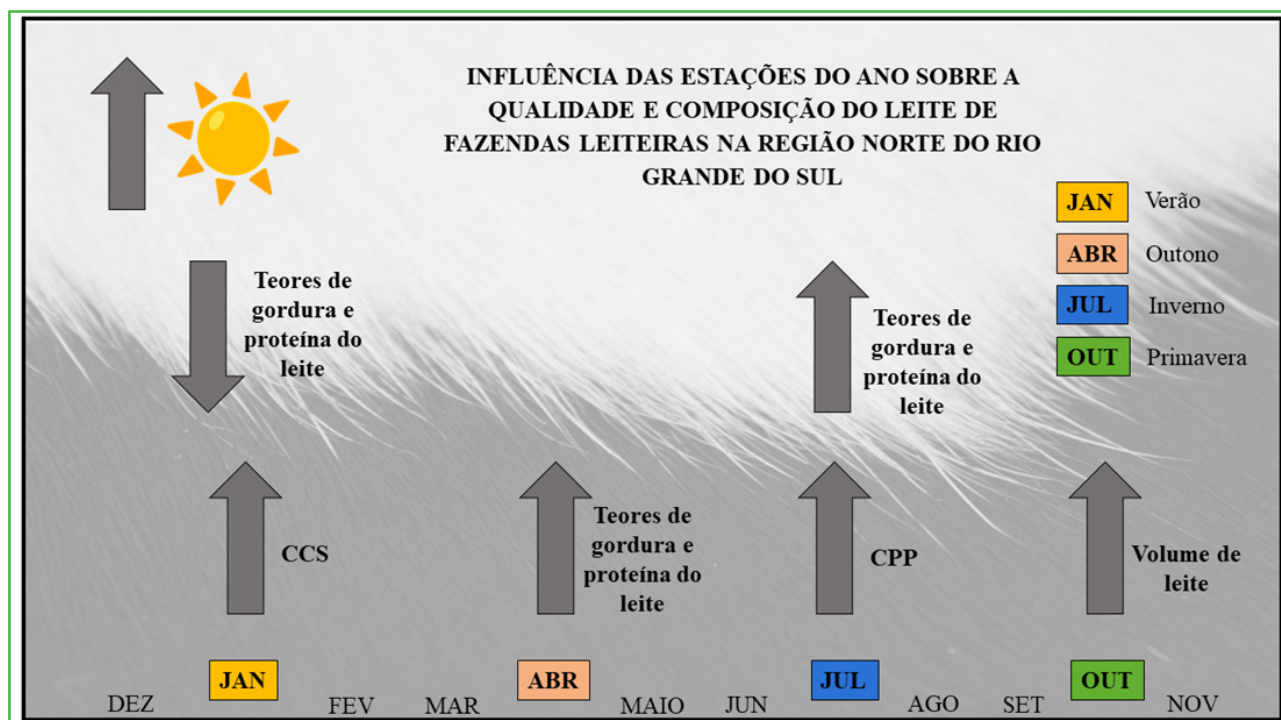 INFLUÊNCIA DAS ESTAÇÕES DO ANO SOBRE A
QUALIDADE E COMPOSIÇÃO DO LEITE DE
FAZENDAS LEITEIRAS NA REGIÃO NORTE DO RIO
GRANDE DO SUL
JAN Verão
ABR Outono
JUL Inverno
OUT Primavera
Teores de
gordura e
proteína do
leite
Teores de
gordura e
proteína do
leite
CCS
Teores de
gordura e
proteína do
leite
CPP
Volume de
leite
DEZ JAN FEV MAR ABR MAIO JUN JUL AGO SET OUT NOV